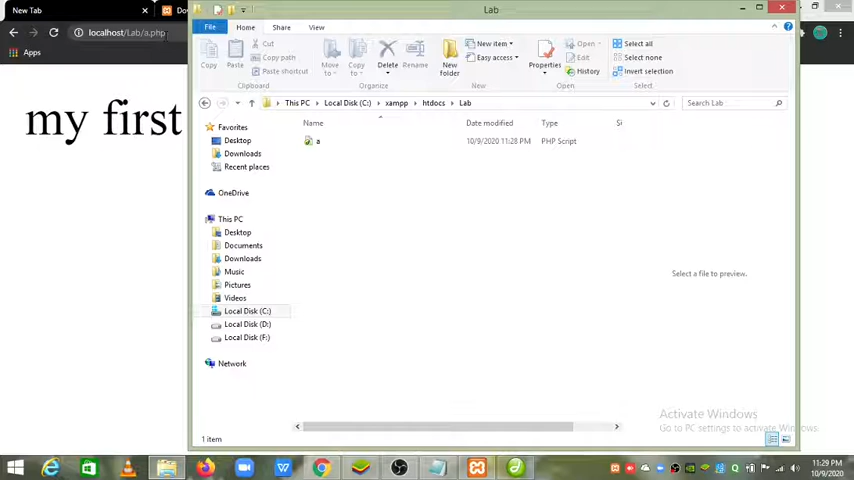 New Tab
Do
Lab
localhost/Lab/a.php
Apps
File
Home
Share
View
Copy
Paste
Cut
Copy path
Paste shortcut
Clipboard
Move to
Copy to
Delete
Rename
Organize
New folder
New item
Easy access
New
Properties
Open
Edit
History
Open
Select all
Select none
Invert selection
Select
This PC
Local Disk (C:)
xampp
htdocs
Lab
Search Lab
my first
Name
Date modified
Type
Si
a
10/9/2020 11:28 PM
PHP Script
Favorites
Desktop
Downloads
Recent places
OneDrive
This PC
Desktop
Documents
Downloads
Music
Pictures
Videos
Local Disk (C:)
Local Disk (D:)
Local Disk (F:)
Network
Select a file to preview.
Activate Windows
Go to PC settings to activate Windows.
1 item
11:29 PM
10/9/2020